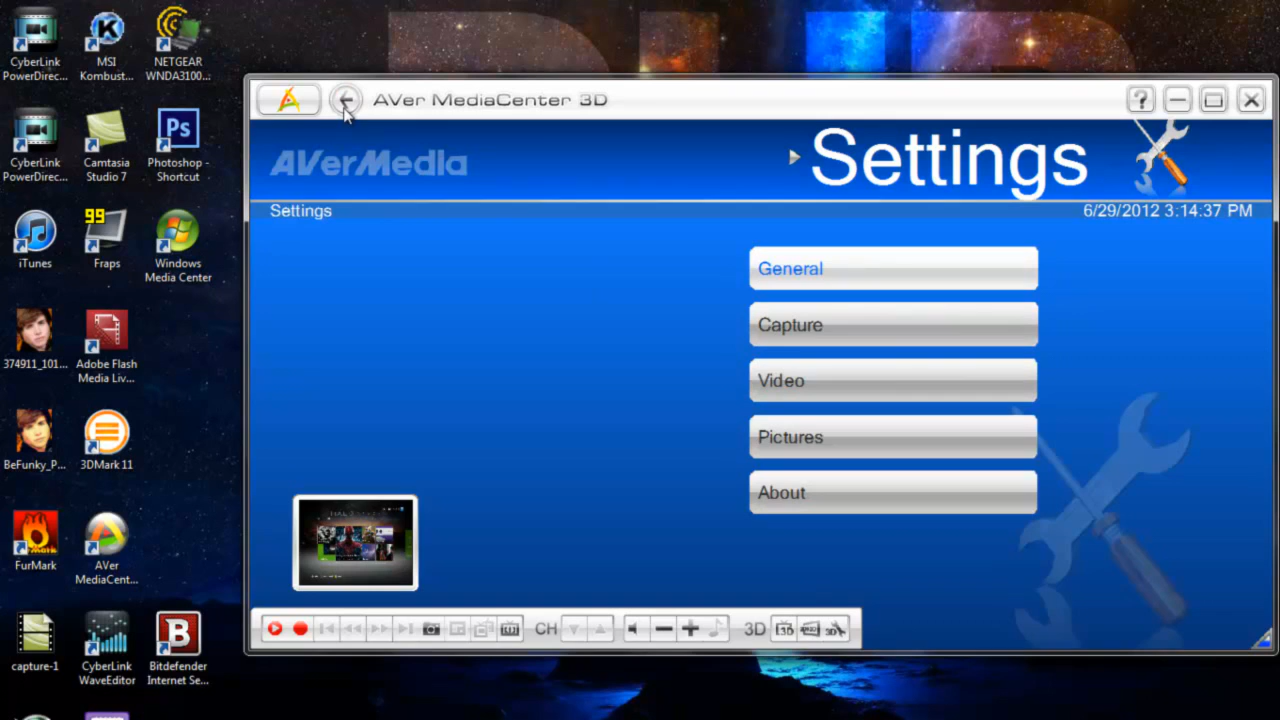 CyberLink
PowerDirec...
MSI
Kombust...
NETGEAR
WNDA3100...
CyberLink
PowerDirec...
Camtasia
Studio 7
Ps
Photoshop -
Shortcut
iTunes
99
Fraps
Windows
Media Center
374911_101...
Adobe Flash
Media Liv...
BeFunky_P...
3DMark 11
FurMark
AVer
MediaCent...
capture-1
CyberLink
WaveEditor
B
Bitdefender
Internet Se...
AVer MediaCenter 3D
AVerMedia
Settings
Settings
6/29/2012 3:14:37 PM
General
Capture
Video
Pictures
About
CH
3D